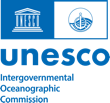 unesco
Intergovernmental
Oceanographic
Commission